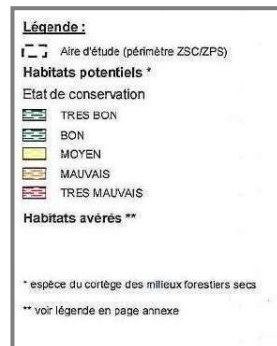 Légende :
Aire d'étude (périmètre ZSC/ZPS)
Habitats potentiels *
Etat de conservation
TRES BON
BON
MOYEN
MAUVAIS
TRES MAUVAIS
Habitats avérés **
* espèce du cortège des milieux forestiers secs
** voir légende en page annexe